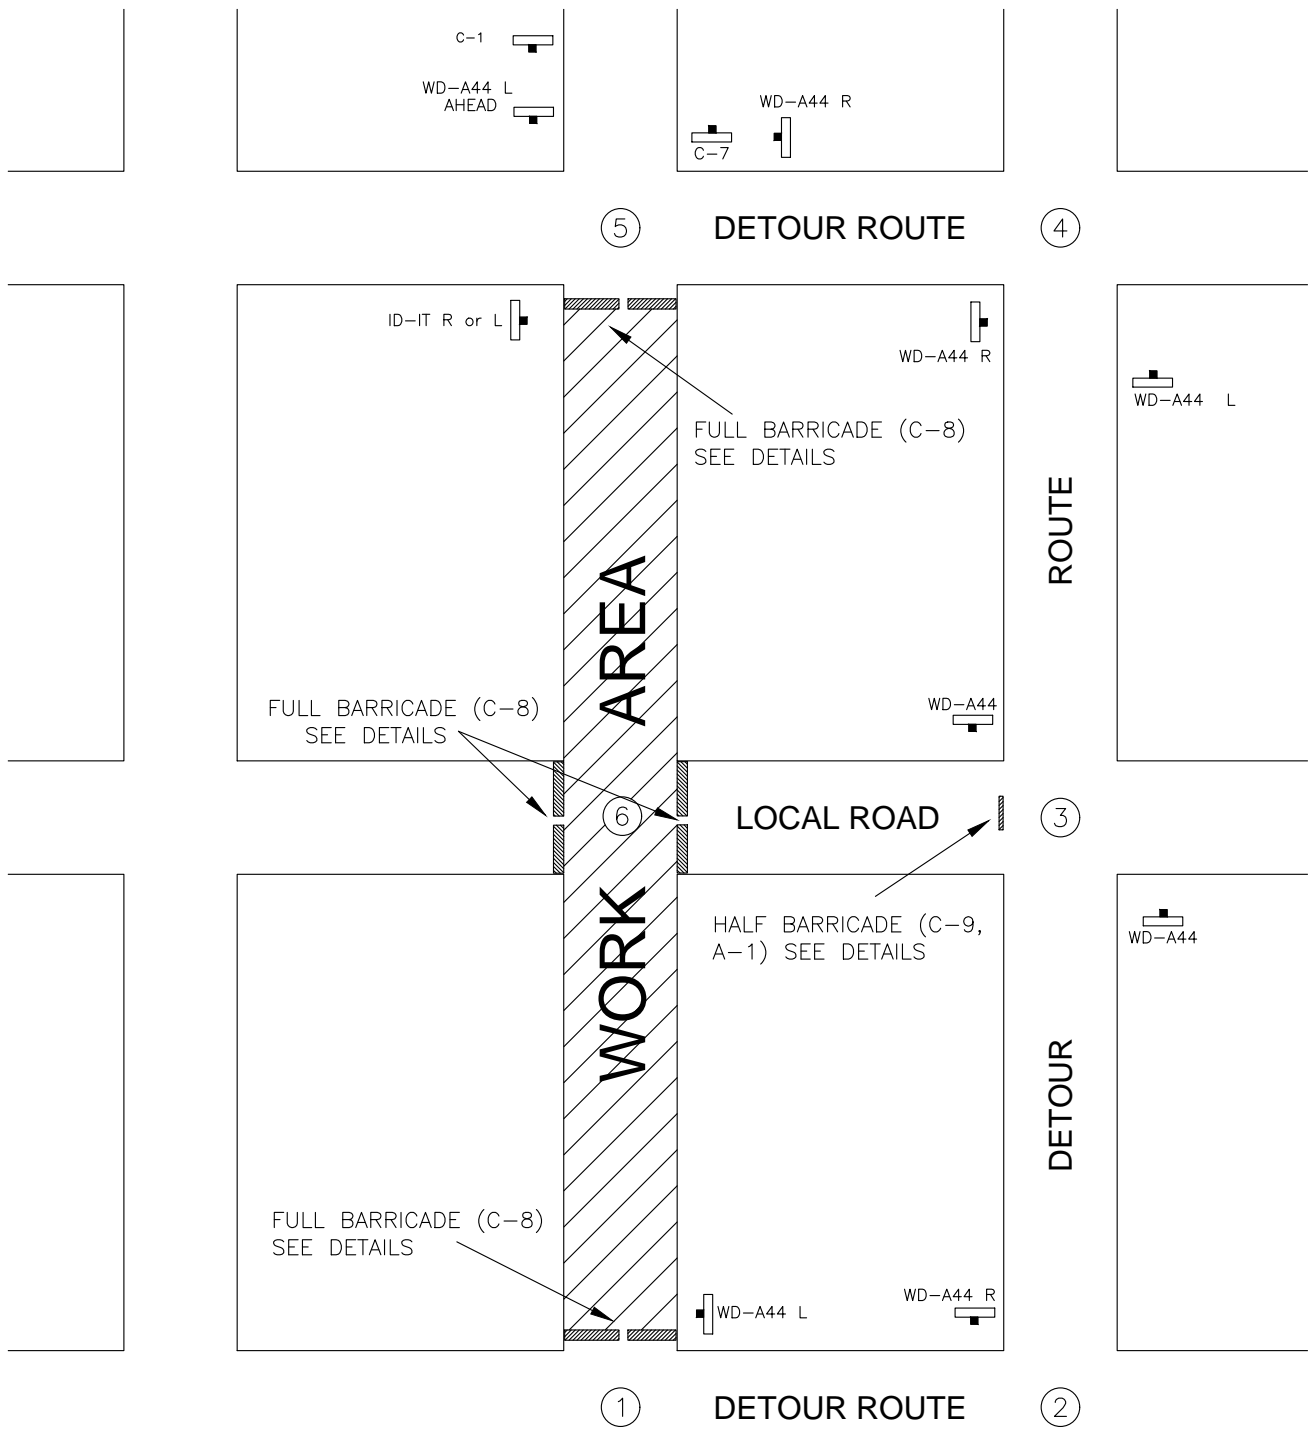 C-1
WD-A44 L
AHEAD
WD-A44 R
C-7
5
DETOUR ROUTE
4
ID-IT R or L
WD-A44 R
WD-A44 L
FULL BARRICADE (C-8)
SEE DETAILS
ROUTE
AREA
FULL BARRICADE (C-8)
SEE DETAILS
WD-A44
6
LOCAL ROAD
3
HALF BARRICADE (C-9,
A-1) SEE DETAILS
WD-A44
WORK
DETOUR
FULL BARRICADE (C-8)
SEE DETAILS
WD-A44 L
WD-A44 R
1
DETOUR ROUTE
2